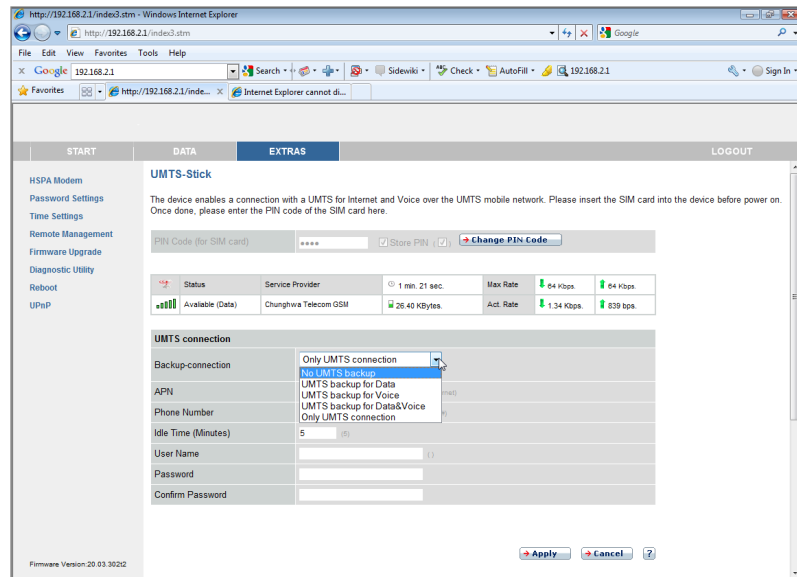 http://192.168.2.1/index3.stm - Windows Internet Explorer
http://192.168.2.1/index3.stm
Google
File Edit View Favorites Tools Help
x Google 192.168.2.1 Search Sidewiki Check AutoFill 192.168.2.1 Sign In
Favorites http://192.168.2.1/inde... x Internet Explorer cannot di...
START DATA EXTRAS LOGOUT
HSPA Modem
Password Settings
Time Settings
Remote Management
Firmware Upgrade
Diagnostic Utility
Reboot
UPnP
UMTS-Stick
The device enables a connection with a UMTS for Internet and Voice over the UMTS mobile network. Please insert the SIM card into the device before power on.
Once done, please enter the PIN code of the SIM card here.
PIN Code (for SIM card) Store PIN ( ) Change PIN Code
Status Service Provider 1 min. 21 sec. Max Rate 64 Kbps. 64 Kbps.
Avaliable (Data) Chunghwa Telecom GSM 26.40 KBytes. Act. Rate 1.34 Kbps. 839 bps.
UMTS connection
Backup-connection Only UMTS connection
No UMTS backup
UMTS backup for Data
UMTS backup for Voice
UMTS backup for Data&Voice
Only UMTS connection
APN
Phone Number
Idle Time (Minutes) 5 (5)
User Name ( )
Password
Confirm Password
Apply Cancel ?
Firmware Version:20.03.302t2